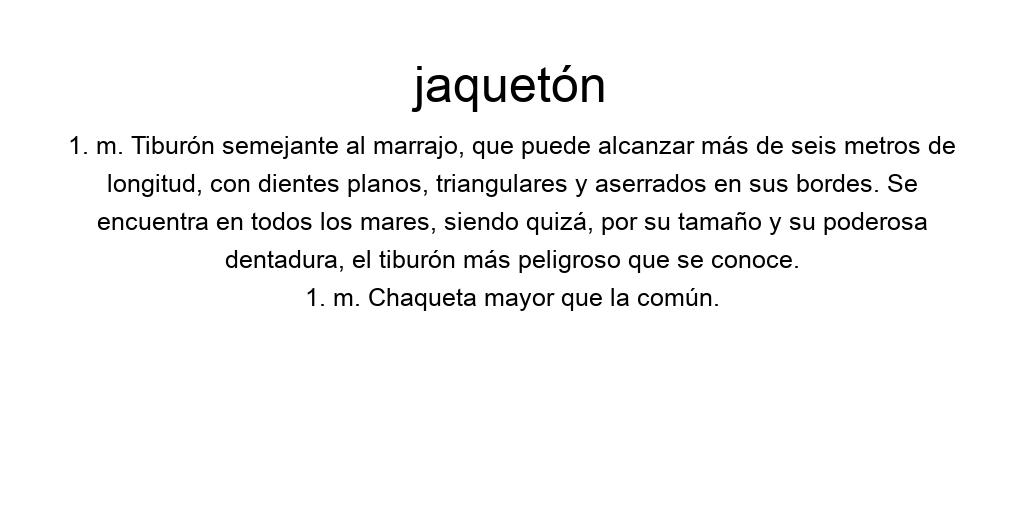 jaquetón
1. m. Tiburón semejante al marrajo, que puede alcanzar más de seis metros de
longitud, con dientes planos, triangulares y aserrados en sus bordes. Se
encuentra en todos los mares, siendo quizá, por su tamaño y su poderosa
dentadura, el tiburón más peligroso que se conoce.
1. m. Chaqueta mayor que la común.